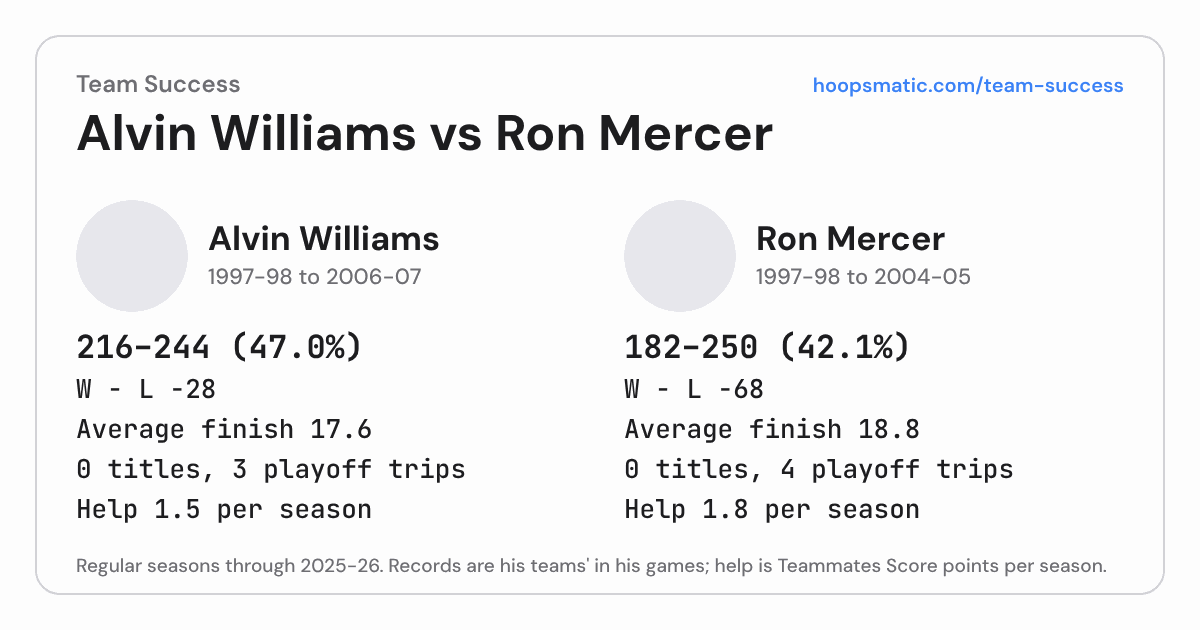 Team Success
hoopsmatic.com/team-success
Alvin Williams vs Ron Mercer
Alvin Williams
1997-98 to 2006-07
216-244 (47.0%)
W - L -28
Average finish 17.6
0 titles, 3 playoff trips
Help 1.5 per season
Ron Mercer
1997-98 to 2004-05
182-250 (42.1%)
W - L -68
Average finish 18.8
0 titles, 4 playoff trips
Help 1.8 per season
Regular seasons through 2025-26. Records are his teams' in his games; help is Teammates Score points per season.